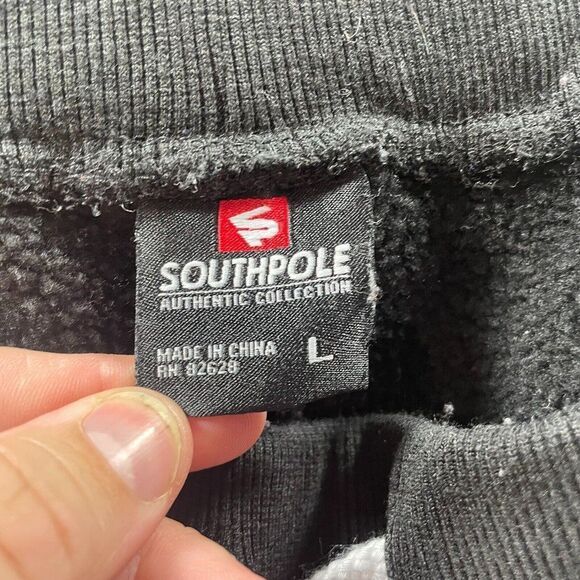 SOUTHPOLE
AUTHENTIC COLLECTION
MADE IN CHINA
RN 82628
L